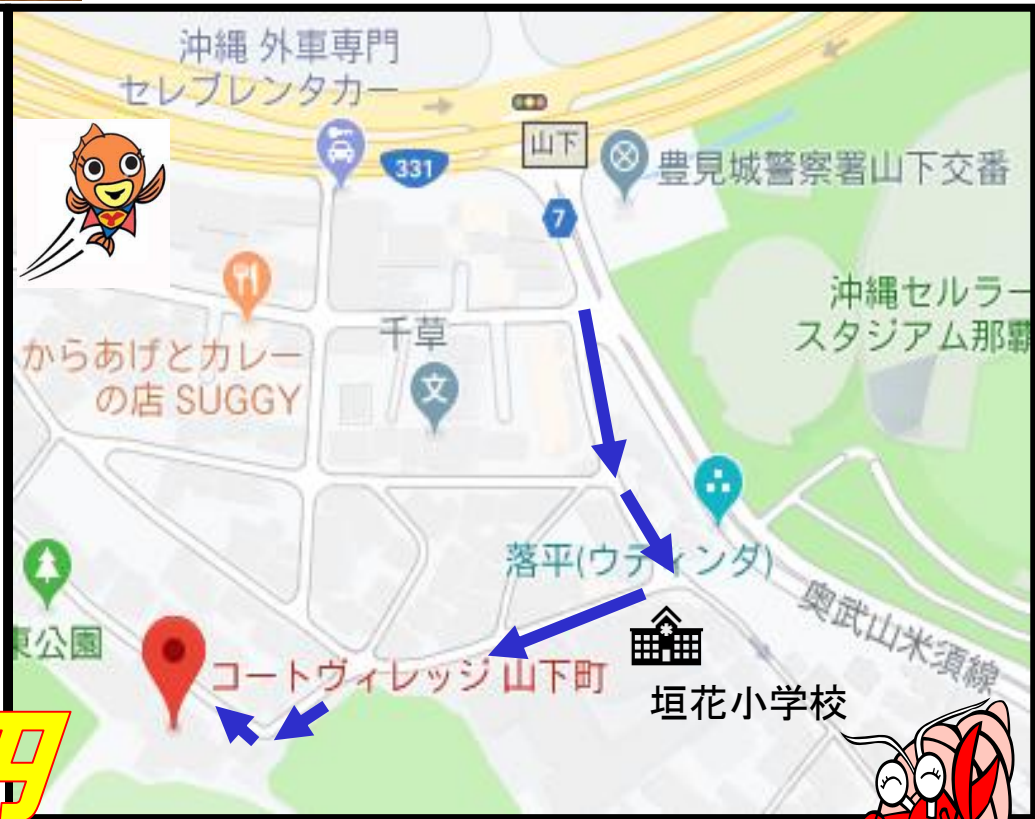 沖縄 外車専門
セレブレンタカー
山下
331
豊見城警察署山下交番
7
沖縄セルラー
スタジアム那覇
千草
からあげとカレー
の店 SUGGY
文
落平(ウティンダ)
奥武山米須線
東公園
コートヴィレッジ 山下町
垣花小学校